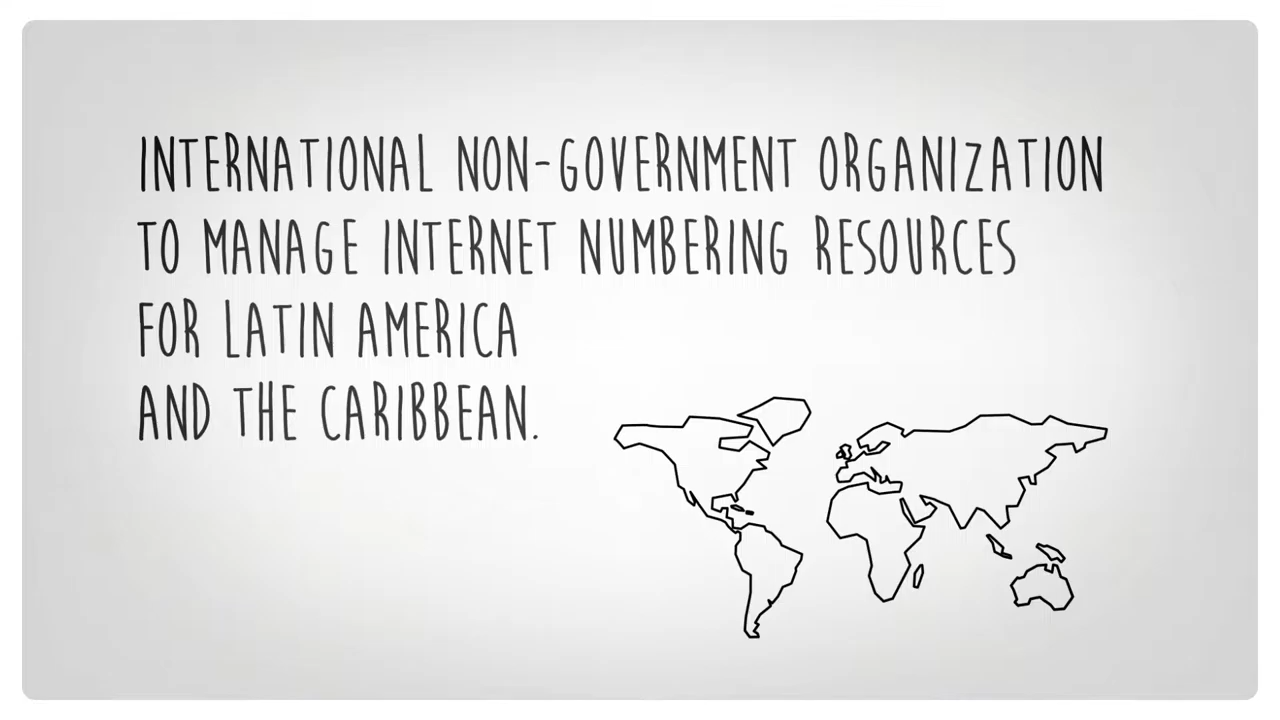 INTERNATIONAL NON-GOVERNMENT ORGANIZATION
TO MANAGE INTERNET NUMBERING RESOURCES
FOR LATIN AMERICA
AND THE CARIBBEAN.